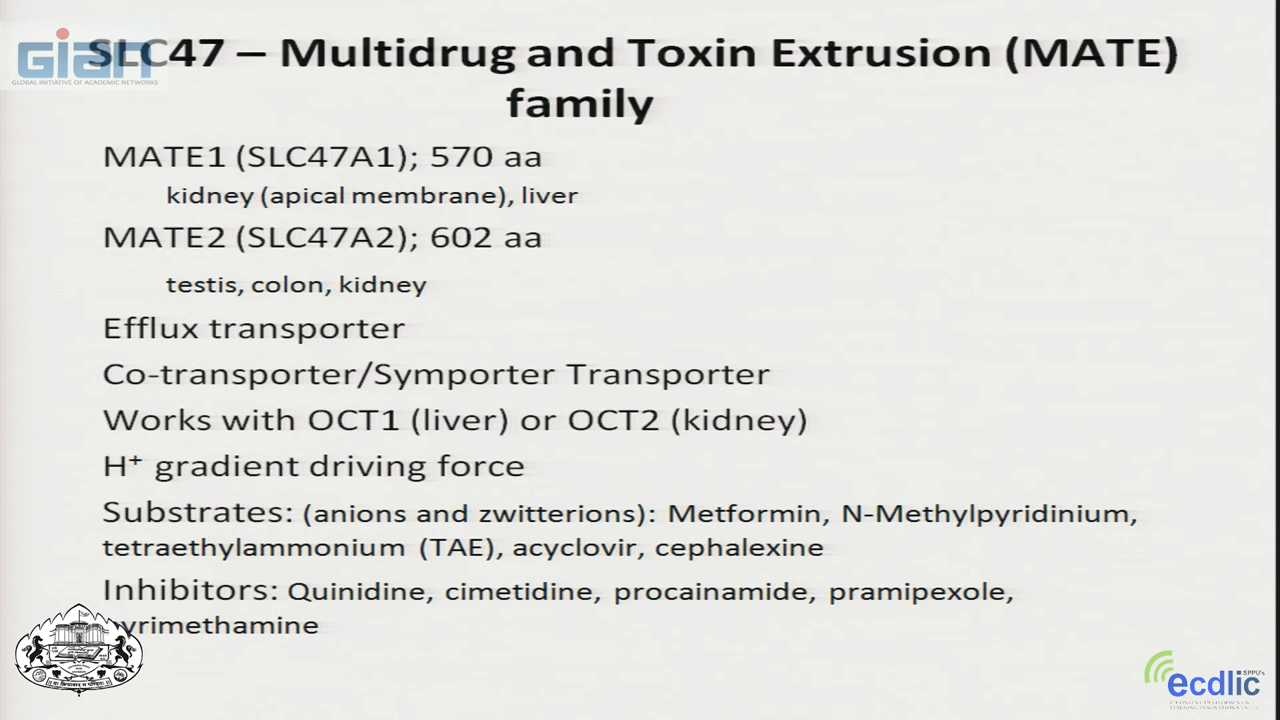 GIAN
GLOBAL INITIATIVE OF ACADEMIC NETWORKS
SLC47 – Multidrug and Toxin Extrusion (MATE)
family
MATE1 (SLC47A1); 570 aa
kidney (apical membrane), liver
MATE2 (SLC47A2); 602 aa
testis, colon, kidney
Efflux transporter
Co-transporter/Symporter Transporter
Works with OCT1 (liver) or OCT2 (kidney)
H⁺ gradient driving force
Substrates: (anions and zwitterions): Metformin, N-Methylpyridinium,
tetraethylammonium (TAE), acyclovir, cephalexine
Inhibitors: Quinidine, cimetidine, procainamide, pramipexole,
pyrimethamine
SPPU's
ecdlic